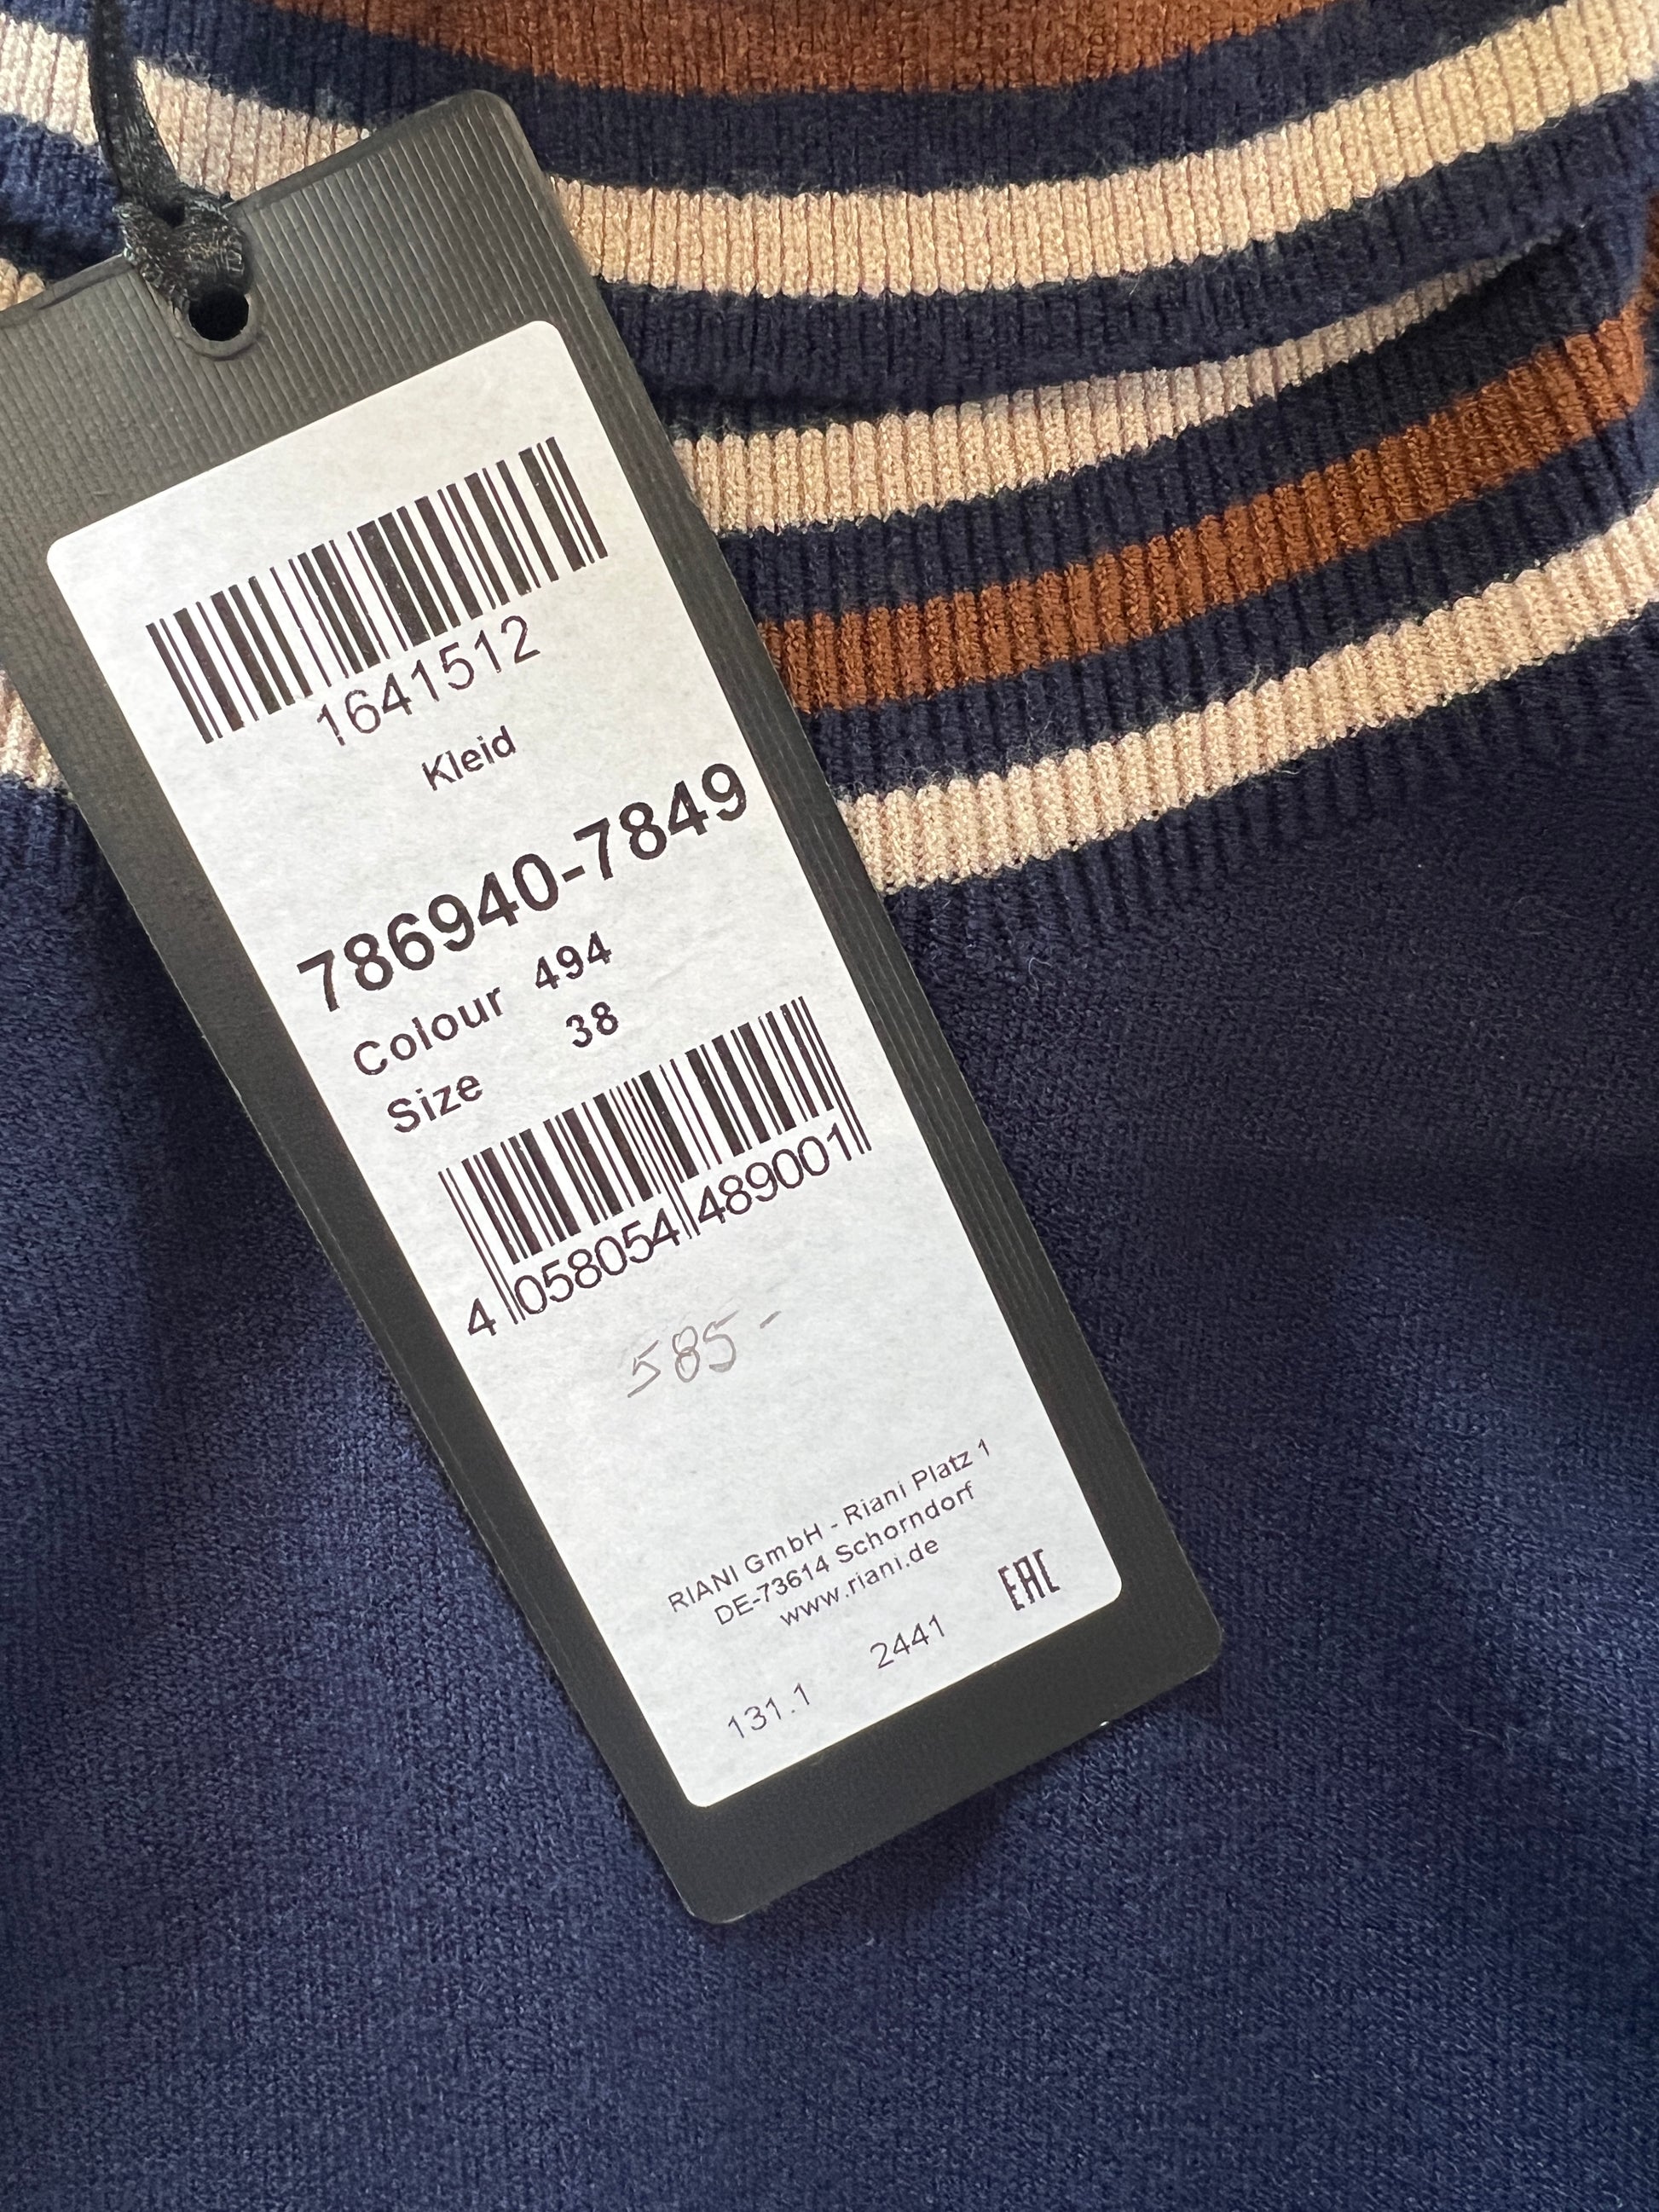 1641512
Kleid
786940-7849
Colour 494
Size 38
4 058054 489001
585-
RIANI GmbH - Riani Platz 1
DE-73614 Schorndorf
www.riani.de
EAC
131.1 2441